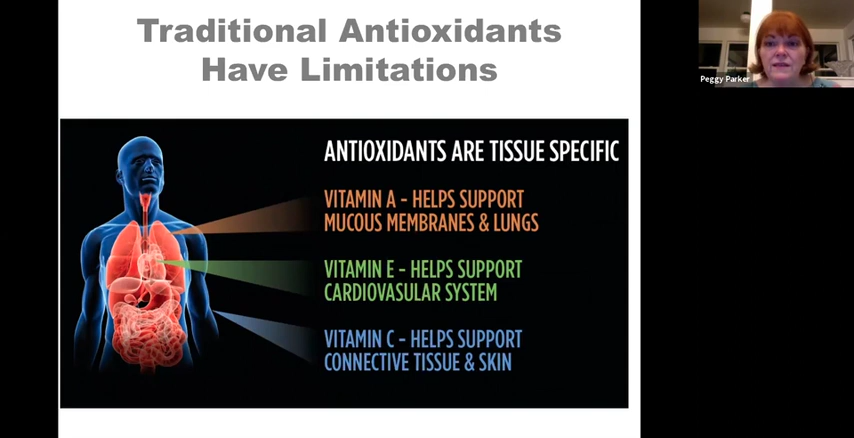 Traditional Antioxidants
Have Limitations
ANTIOXIDANTS ARE TISSUE SPECIFIC
VITAMIN A - HELPS SUPPORT
MUCOUS MEMBRANES & LUNGS
VITAMIN E - HELPS SUPPORT
CARDIOVASULAR SYSTEM
VITAMIN C - HELPS SUPPORT
CONNECTIVE TISSUE & SKIN
Peggy Parker